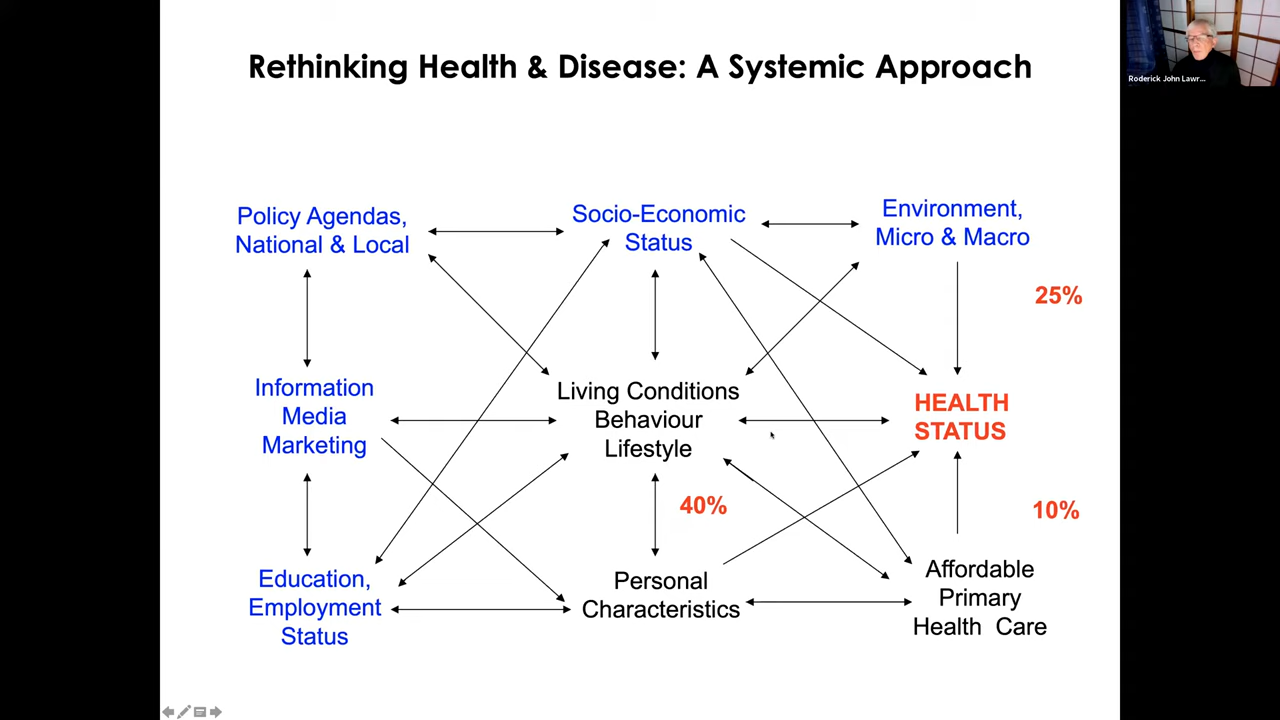 Rethinking Health & Disease: A Systemic Approach
Roderick John Lawr...
Policy Agendas,
National & Local
Socio-Economic
Status
Environment,
Micro & Macro
25%
Information
Media
Marketing
Living Conditions
Behaviour
Lifestyle
HEALTH
STATUS
40%
10%
Education,
Employment
Status
Personal
Characteristics
Affordable
Primary
Health Care